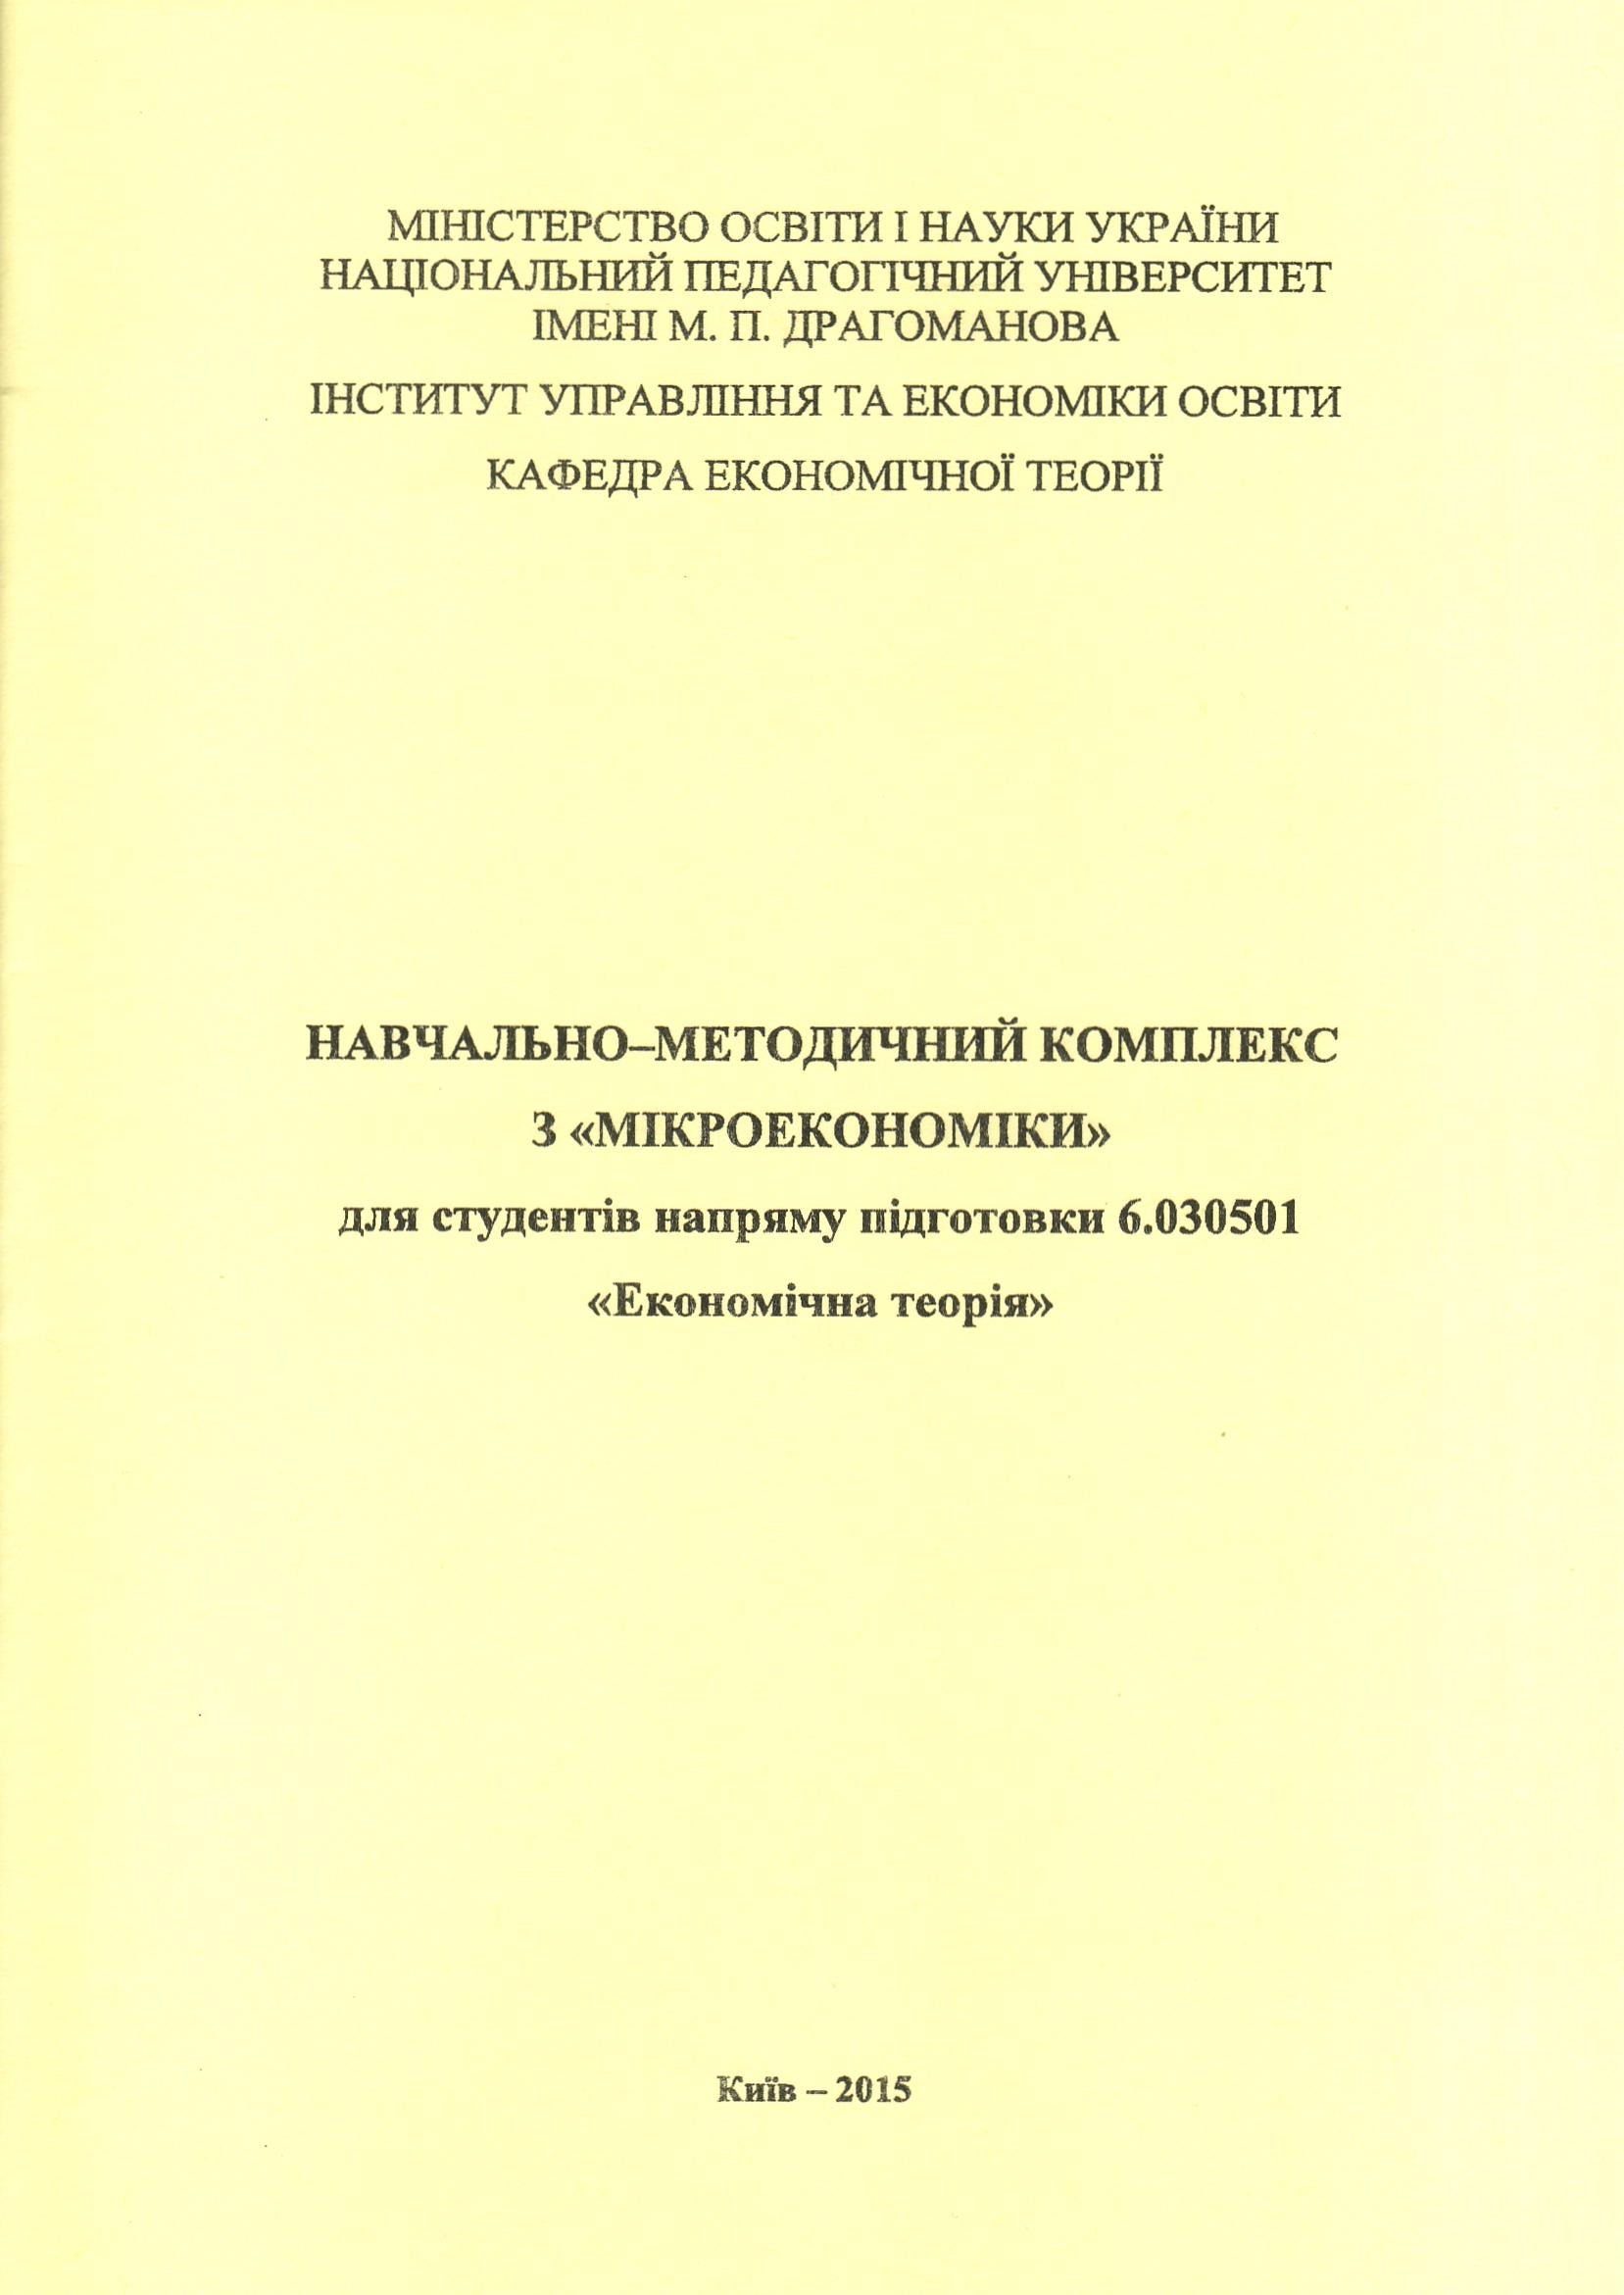 МІНІСТЕРСТВО ОСВІТИ І НАУКИ УКРАЇНИ
НАЦІОНАЛЬНИЙ ПЕДАГОГІЧНИЙ УНІВЕРСИТЕТ
ІМЕНІ М. П. ДРАГОМАНОВА
ІНСТИТУТ УПРАВЛІННЯ ТА ЕКОНОМІКИ ОСВІТИ
КАФЕДРА ЕКОНОМІЧНОЇ ТЕОРІЇ
НАВЧАЛЬНО–МЕТОДИЧНИЙ КОМПЛЕКС
З «МІКРОЕКОНОМІКИ»
для студентів напряму підготовки 6.030501
«Економічна теорія»
Київ – 2015